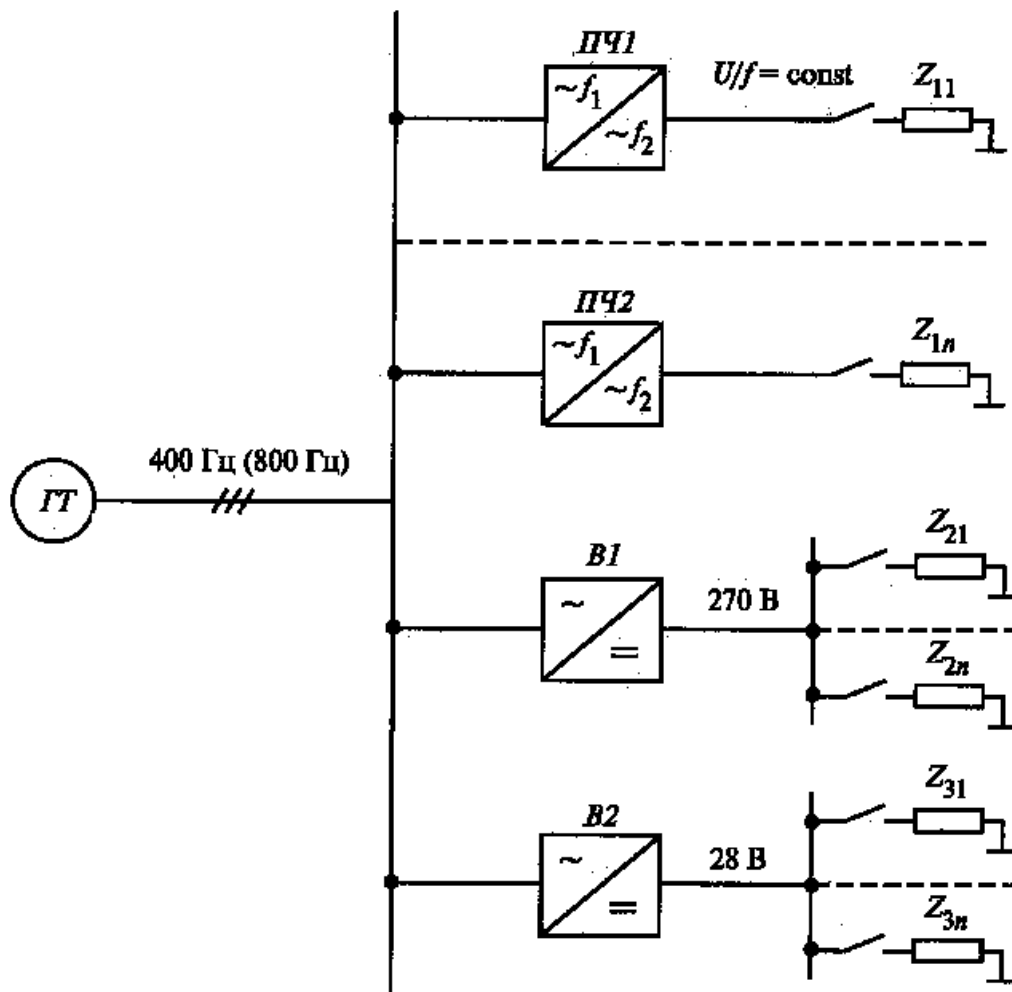 ПЧ1
U/f = const
Z₁₁
~f₁
~f₂
ПЧ2
Z₁ₙ
~f₁
~f₂
400 Гц (800 Гц)
ГТ
В1
Z₂₁
~
270 В
=
Z₂ₙ
В2
Z₃₁
~
28 В
=
Z₃ₙ